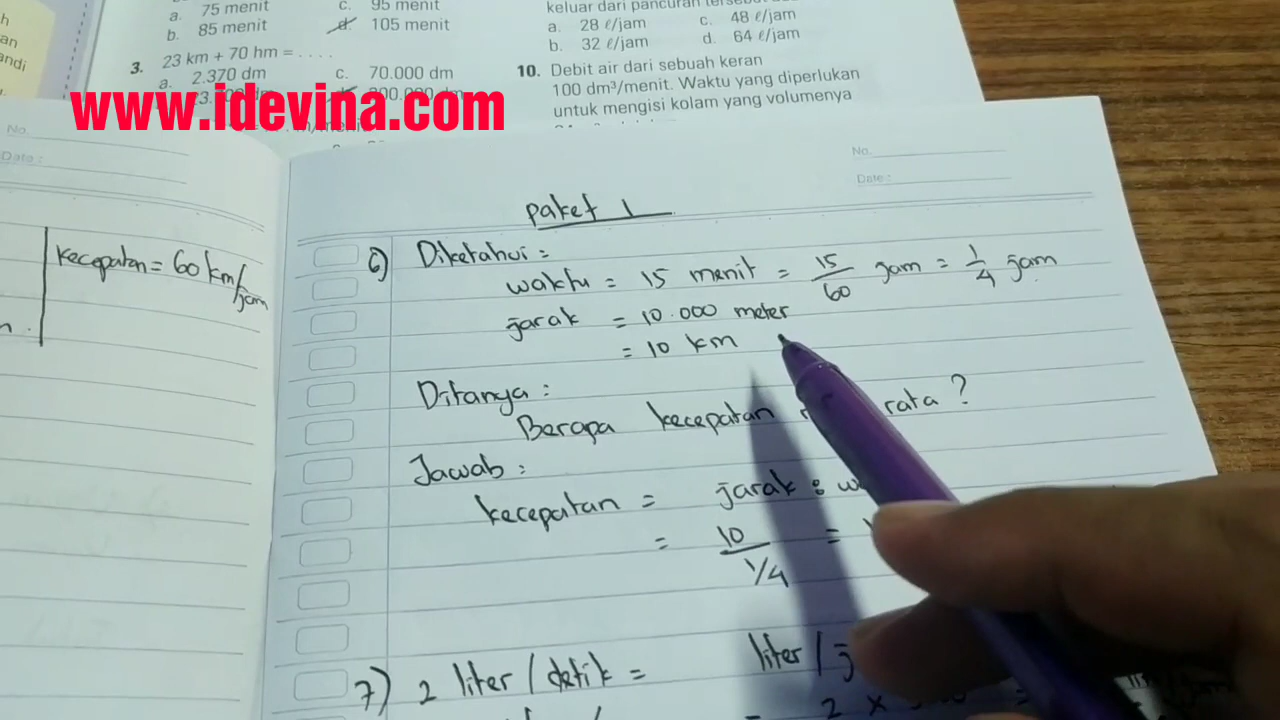 a. 75 menit c. 95 menit
b. 85 menit d. 105 menit
3. 23 km + 70 hm = . . . .
a. 2.370 dm c. 70.000 dm
keluar dari pancuran
a. 28 ℓ/jam c. 48 ℓ/jam
b. 32 ℓ/jam d. 64 ℓ/jam
10. Debit air dari sebuah keran
100 dm³/menit. Waktu yang diperlukan
untuk mengisi kolam yang volumenya
www.idevina.com
No.
Date :
kecepatan = 60 km/jam
No.
Date :
Paket 1
6) Diketahui :
waktu = 15 menit = 15/60 jam = 1/4 jam
jarak = 10.000 meter
= 10 km
Ditanya :
Berapa kecepatan rata ?
Jawab :
kecepatan = jarak :
= 10/1/4 =
7) 2 liter / detik = liter /
= 2 ×